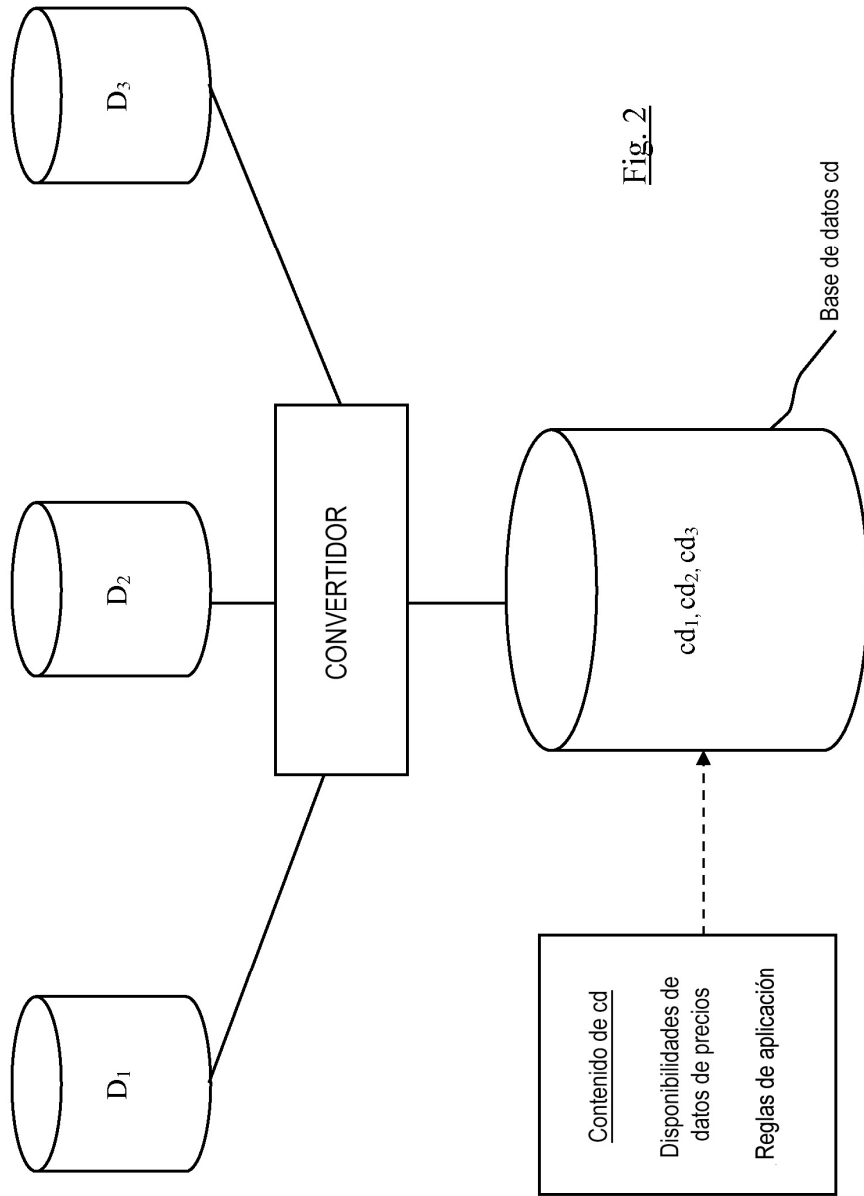 D₁
D₂
D₃
CONVERTIDOR
cd₁, cd₂, cd₃
Base de datos cd
Contenido de cd
Disponibilidades de
datos de precios
Reglas de aplicación
Fig. 2